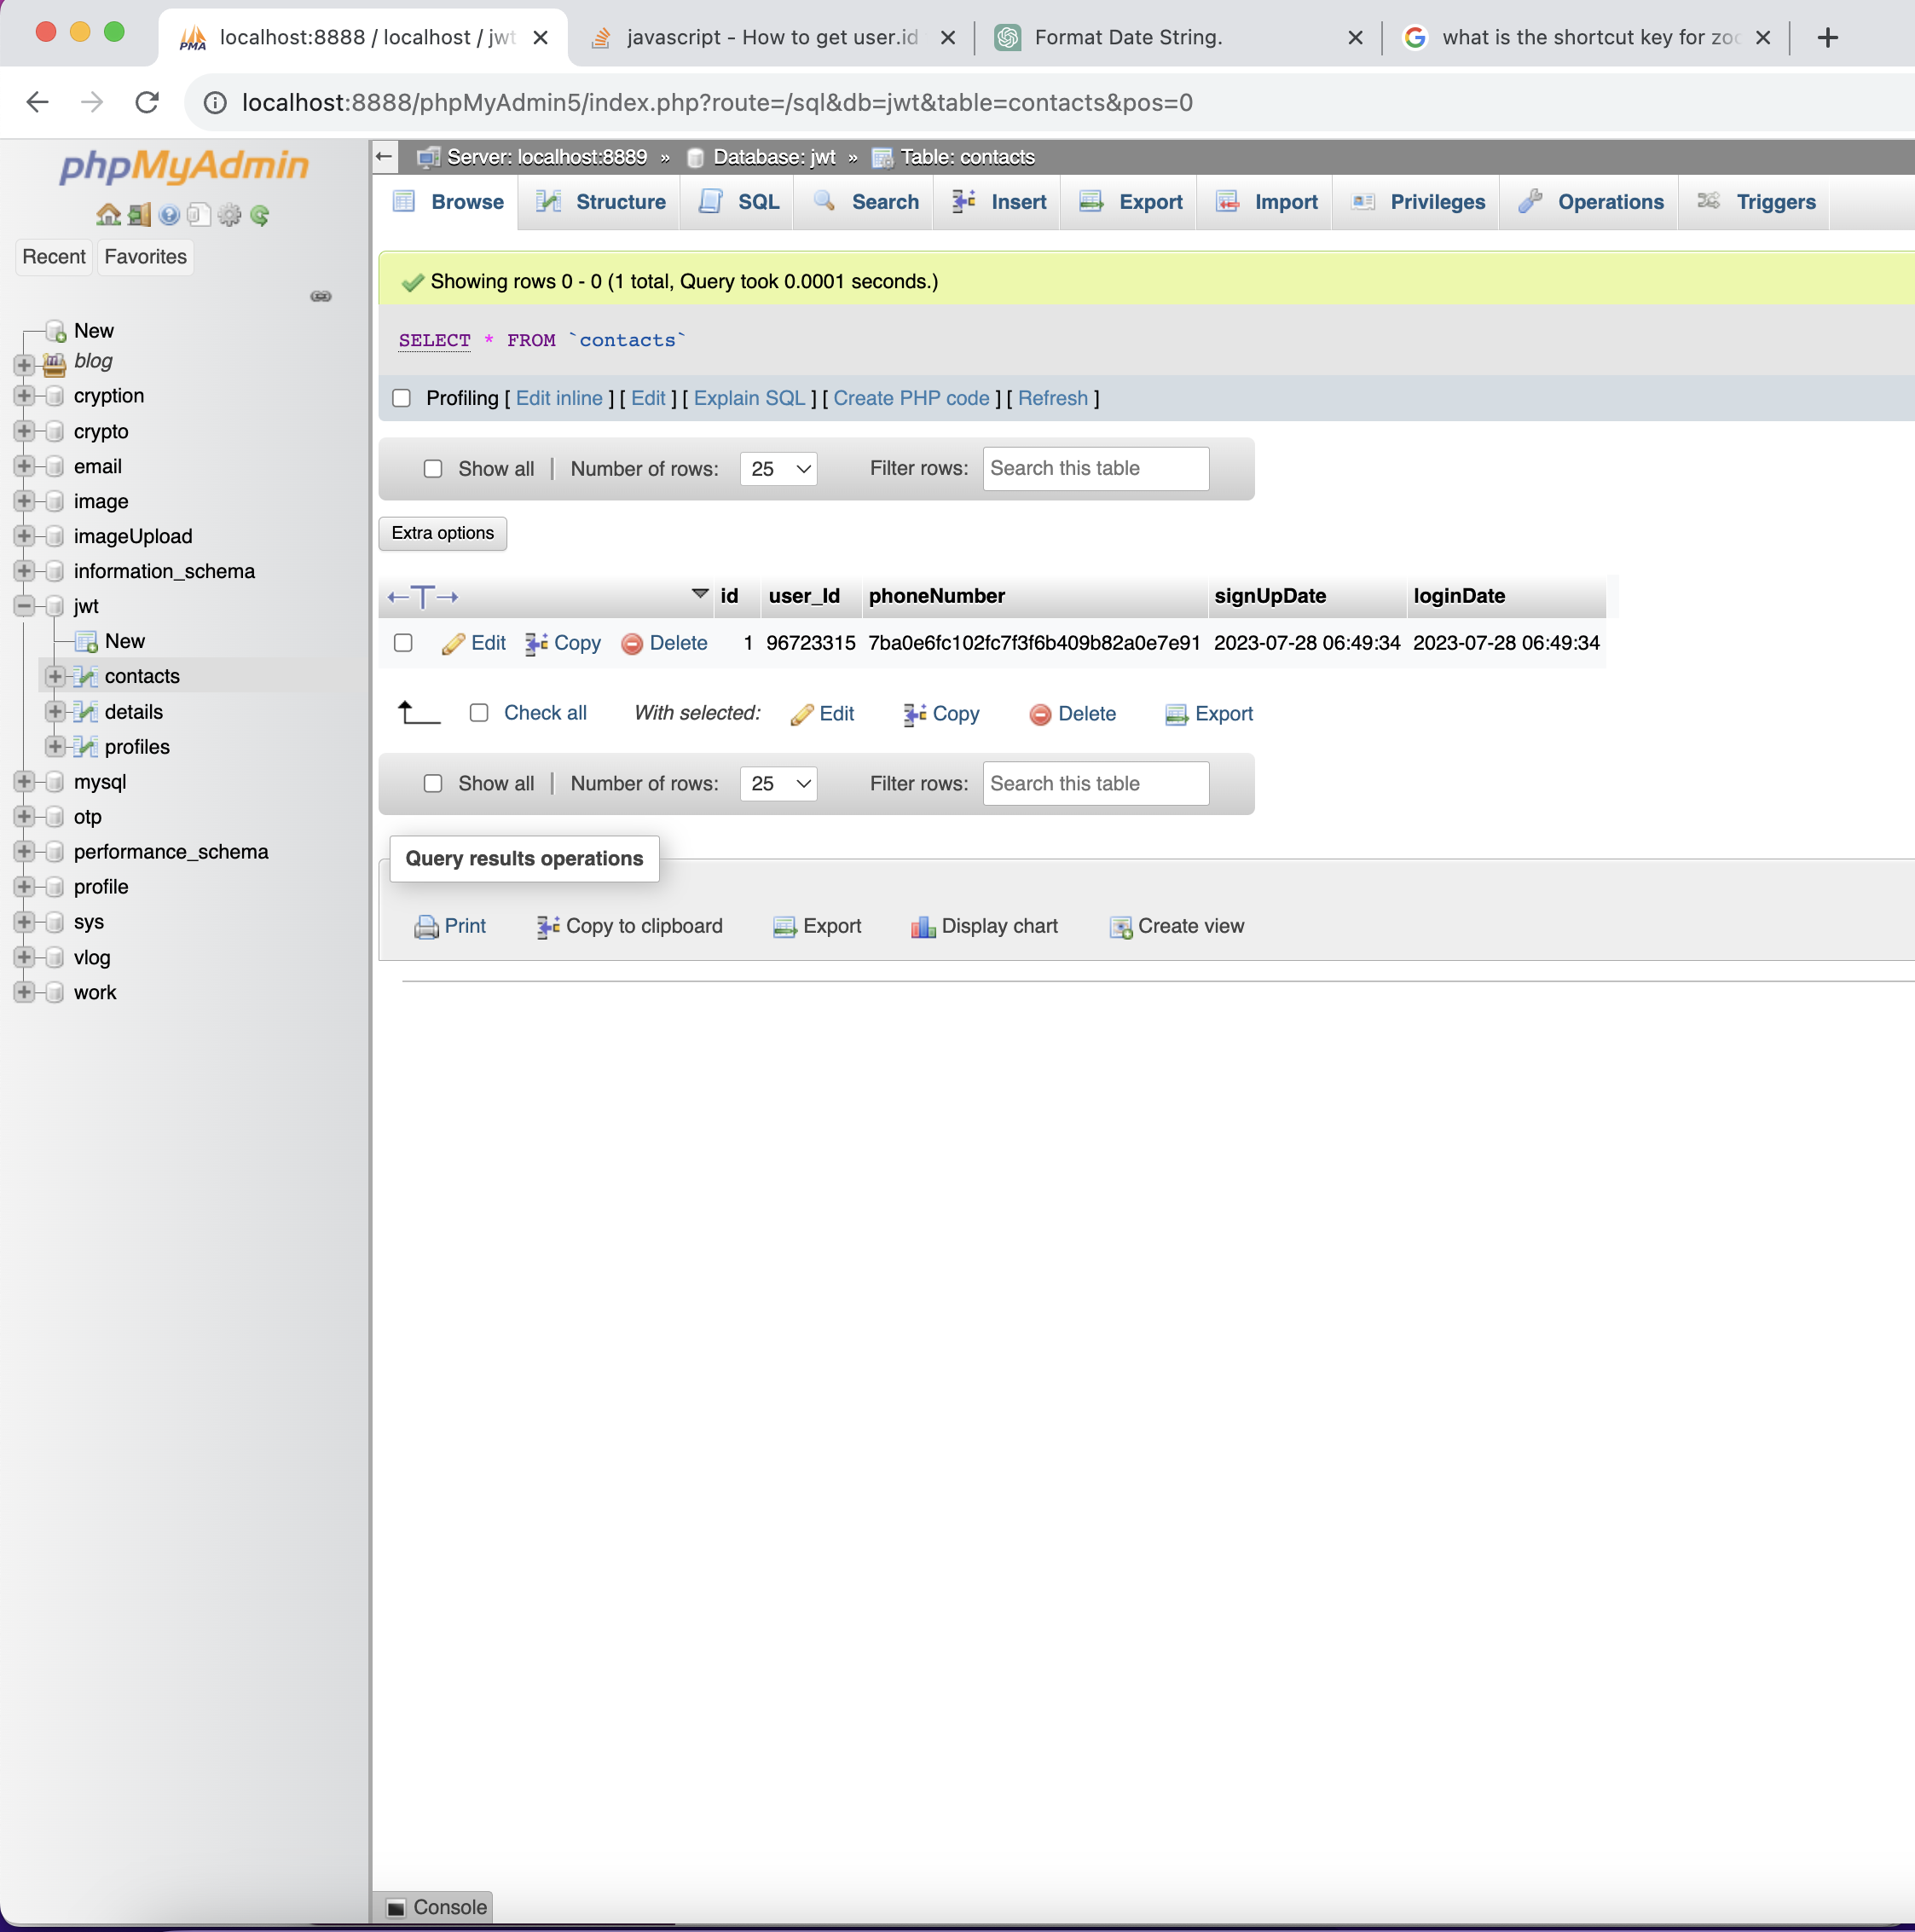 localhost:8888 / localhost / jwt
javascript - How to get user.id
Format Date String.
what is the shortcut key for zoo
localhost:8888/phpMyAdmin5/index.php?route=/sql&db=jwt&table=contacts&pos=0
phpMyAdmin
Recent Favorites
New
blog
cryption
crypto
email
image
imageUpload
information_schema
jwt
New
contacts
details
profiles
mysql
otp
performance_schema
profile
sys
vlog
work
Server: localhost:8889 » Database: jwt » Table: contacts
Browse Structure SQL Search Insert Export Import Privileges Operations Triggers
Showing rows 0 - 0 (1 total, Query took 0.0001 seconds.)
SELECT * FROM `contacts`
Profiling [ Edit inline ] [ Edit ] [ Explain SQL ] [ Create PHP code ] [ Refresh ]
Show all | Number of rows: 25 Filter rows: Search this table
Extra options
←T→ id user_Id phoneNumber signUpDate loginDate
Edit Copy Delete 1 96723315 7ba0e6fc102fc7f3f6b409b82a0e7e91 2023-07-28 06:49:34 2023-07-28 06:49:34
Check all With selected: Edit Copy Delete Export
Show all | Number of rows: 25 Filter rows: Search this table
Query results operations
Print Copy to clipboard Export Display chart Create view
Console